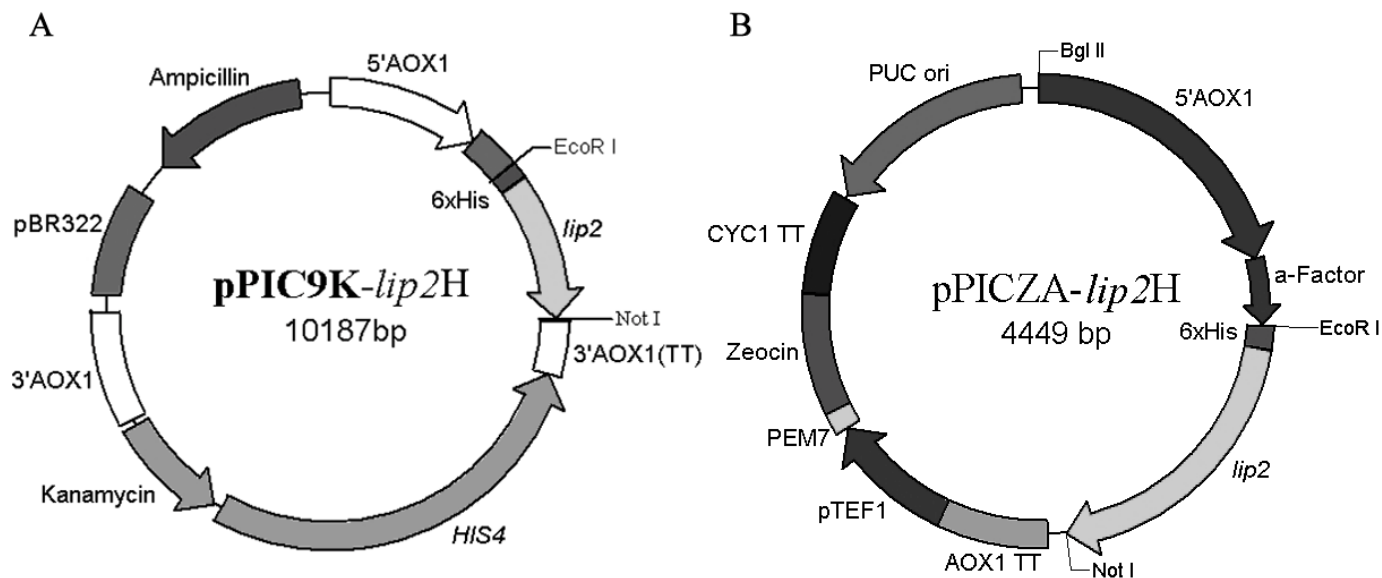 A
5'AOX1
Ampicillin
EcoR I
6xHis
lip2
pBR322
pPIC9K-lip2H
10187bp
Not I
3'AOX1(TT)
3'AOX1
Kanamycin
HIS4
B
Bgl II
PUC ori
5'AOX1
CYC1 TT
a-Factor
pPICZA-lip2H
4449 bp
6xHis
EcoR I
Zeocin
PEM7
lip2
pTEF1
AOX1 TT
Not I